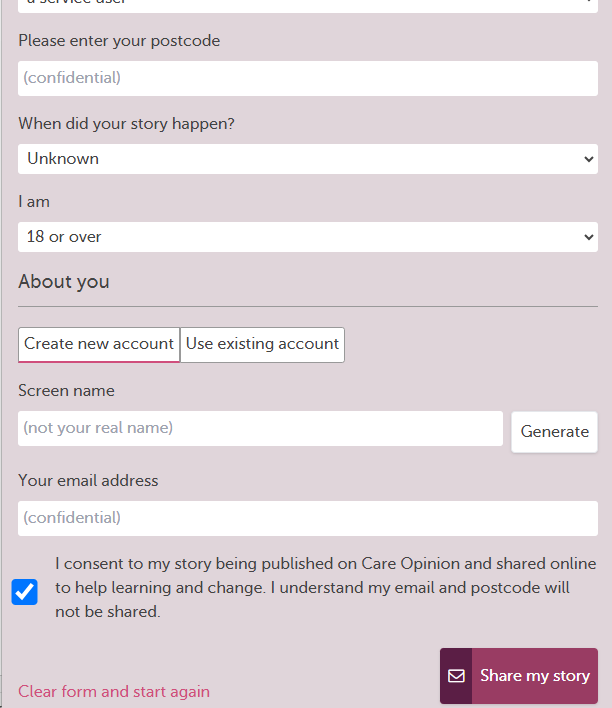 a service user
Please enter your postcode
(confidential)
When did your story happen?
Unknown
I am
18 or over
About you
Create new account
Use existing account
Screen name
(not your real name)
Generate
Your email address
(confidential)
I consent to my story being published on Care Opinion and shared online
to help learning and change. I understand my email and postcode will
not be shared.
Share my story
Clear form and start again